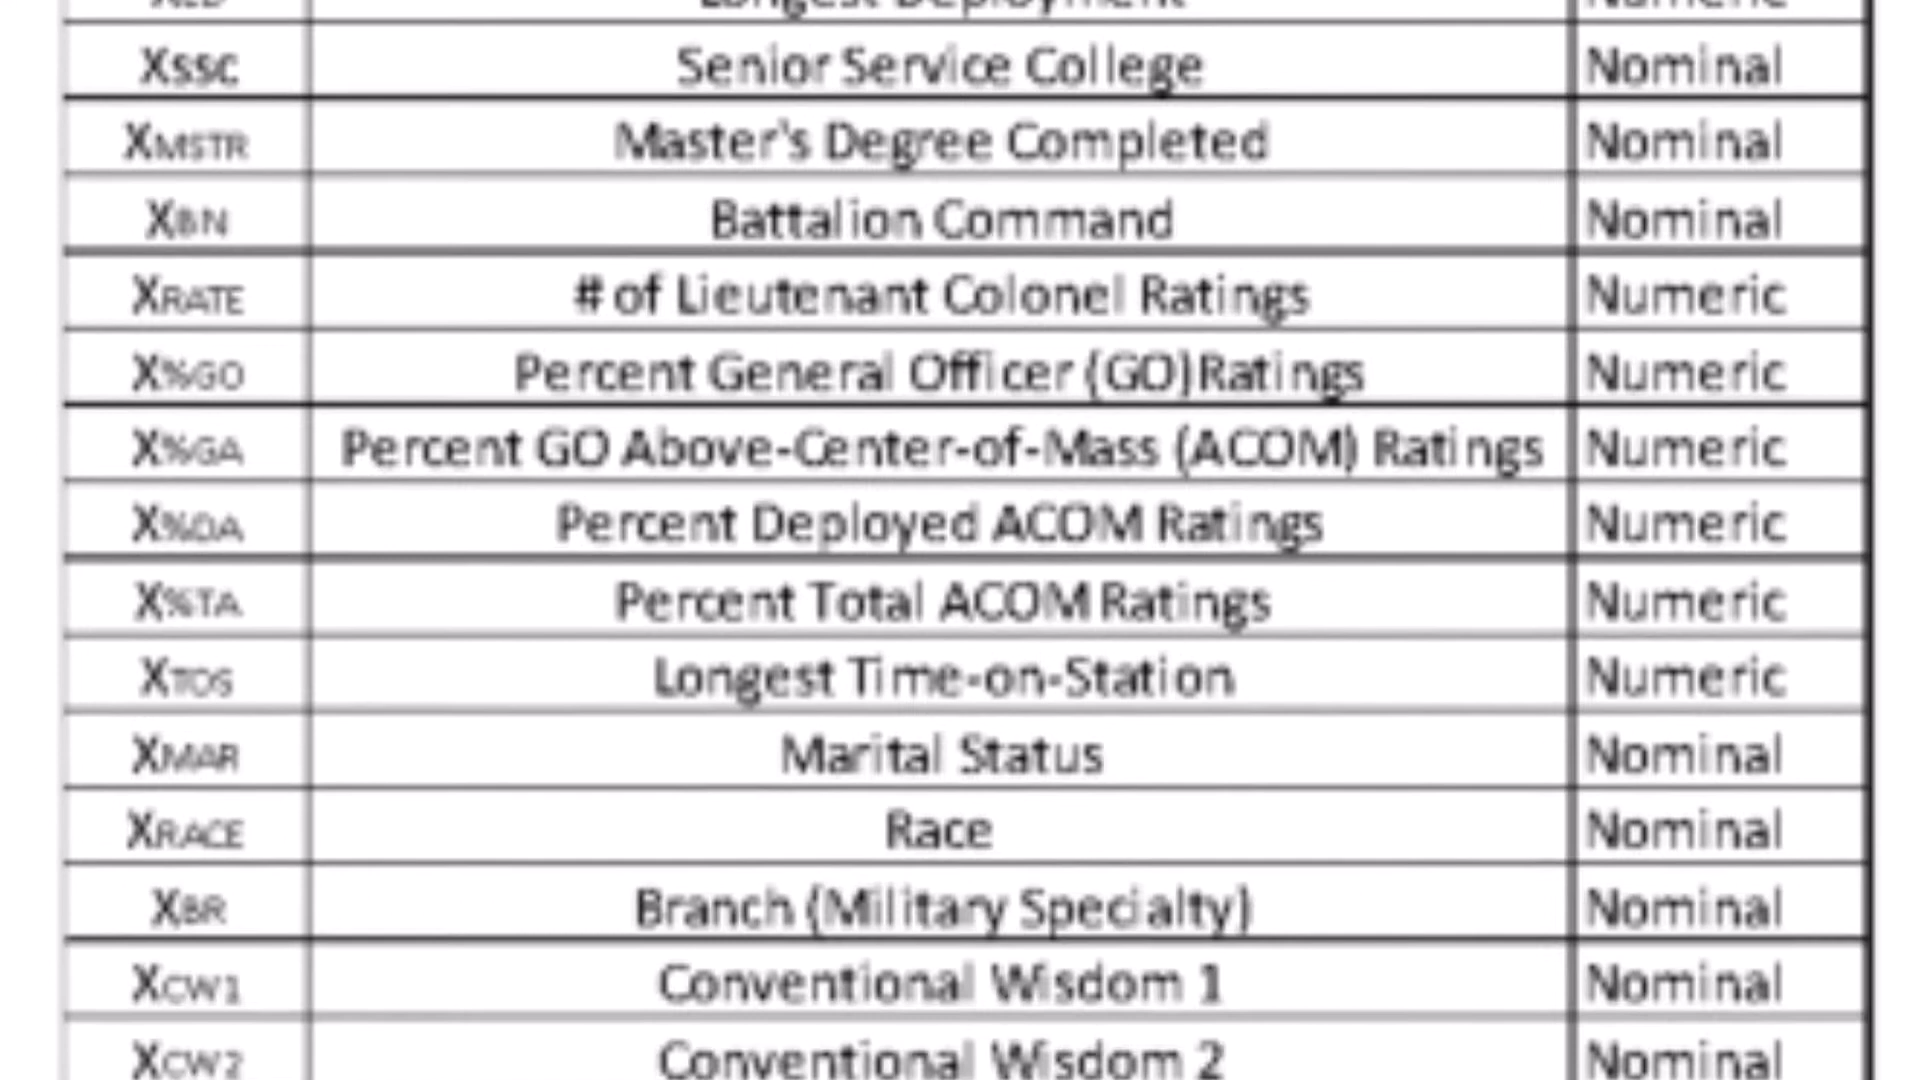 Longest Deployment Numeric
XSSC Senior Service College Nominal
XMSTR Master's Degree Completed Nominal
XBN Battalion Command Nominal
XRATE # of Lieutenant Colonel Ratings Numeric
X%GO Percent General Officer (GO)Ratings Numeric
X%GA Percent GO Above-Center-of-Mass (ACOM) Ratings Numeric
X%DA Percent Deployed ACOM Ratings Numeric
X%TA Percent Total ACOM Ratings Numeric
XTOS Longest Time-on-Station Numeric
XMAR Marital Status Nominal
XRACE Race Nominal
XBR Branch (Military Specialty) Nominal
XCW1 Conventional Wisdom 1 Nominal
XCW2 Conventional Wisdom 2 Nominal